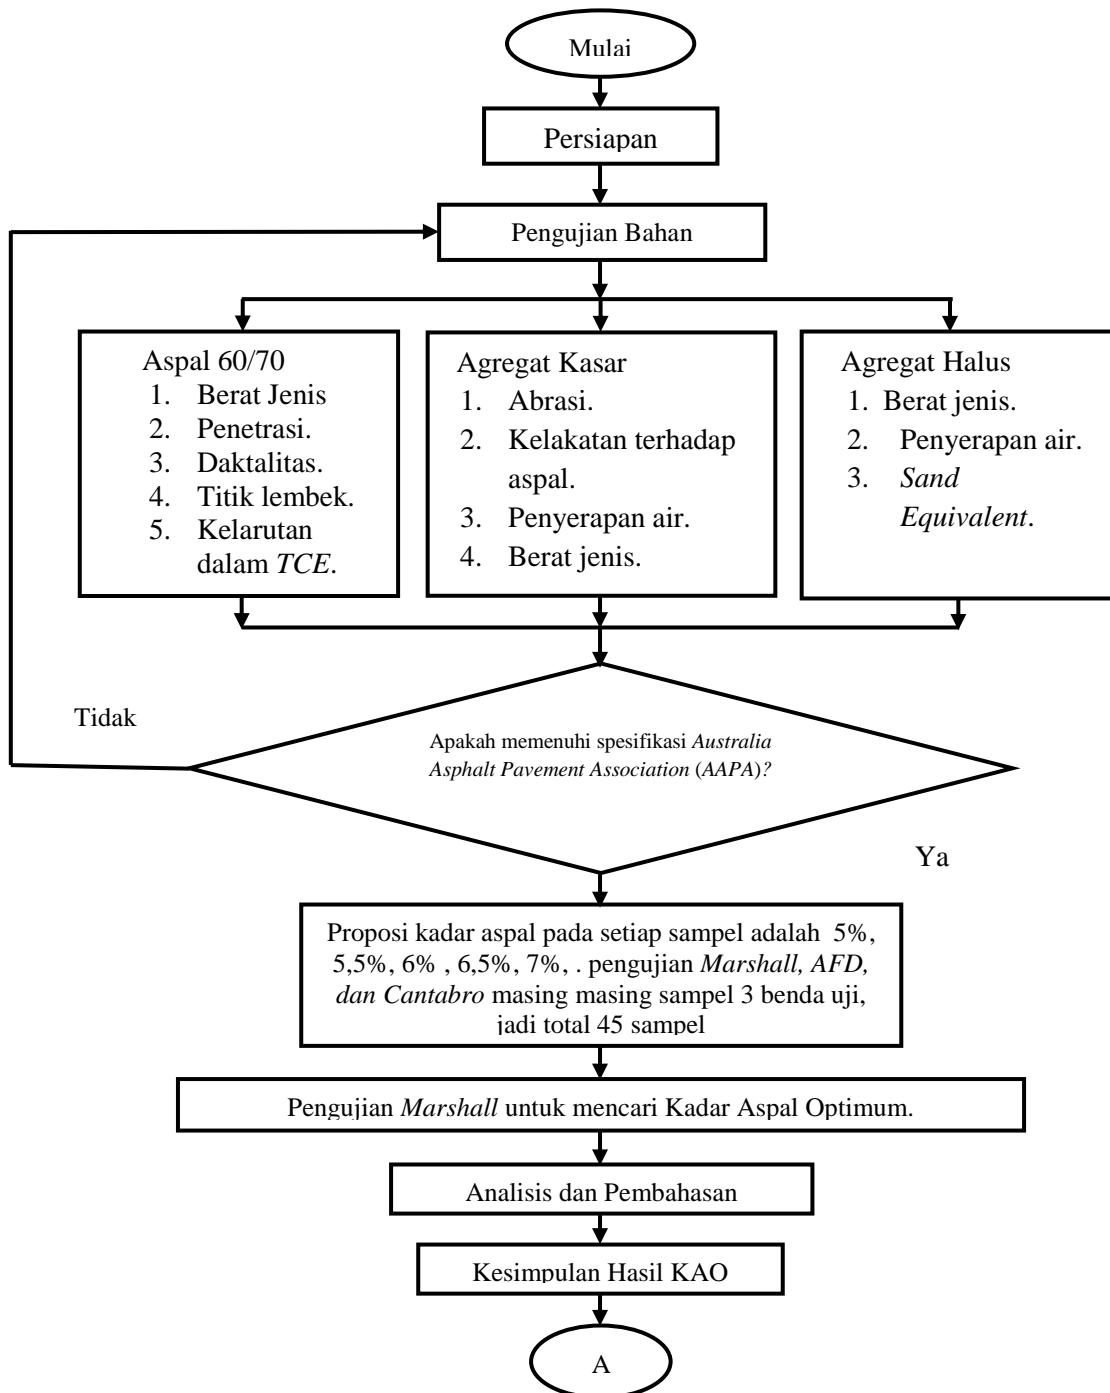 Mulai
Persiapan
Pengujian Bahan
Aspal 60/70
1. Berat Jenis
2. Penetrasi.
3. Daktalitas.
4. Titik lembek.
5. Kelarutan
dalam TCE.
Agregat Kasar
1. Abrasi.
2. Kelakatan terhadap
aspal.
3. Penyerapan air.
4. Berat jenis.
Agregat Halus
1. Berat jenis.
2. Penyerapan air.
3. Sand
Equivalent.
Tidak
Apakah memenuhi spesifikasi Australia
Asphalt Pavement Association (AAPA)?
Ya
Proposi kadar aspal pada setiap sampel adalah 5%,
5,5%, 6% , 6,5%, 7%, . pengujian Marshall, AFD,
dan Cantabro masing masing sampel 3 benda uji,
jadi total 45 sampel
Pengujian Marshall untuk mencari Kadar Aspal Optimum.
Analisis dan Pembahasan
Kesimpulan Hasil KAO
A